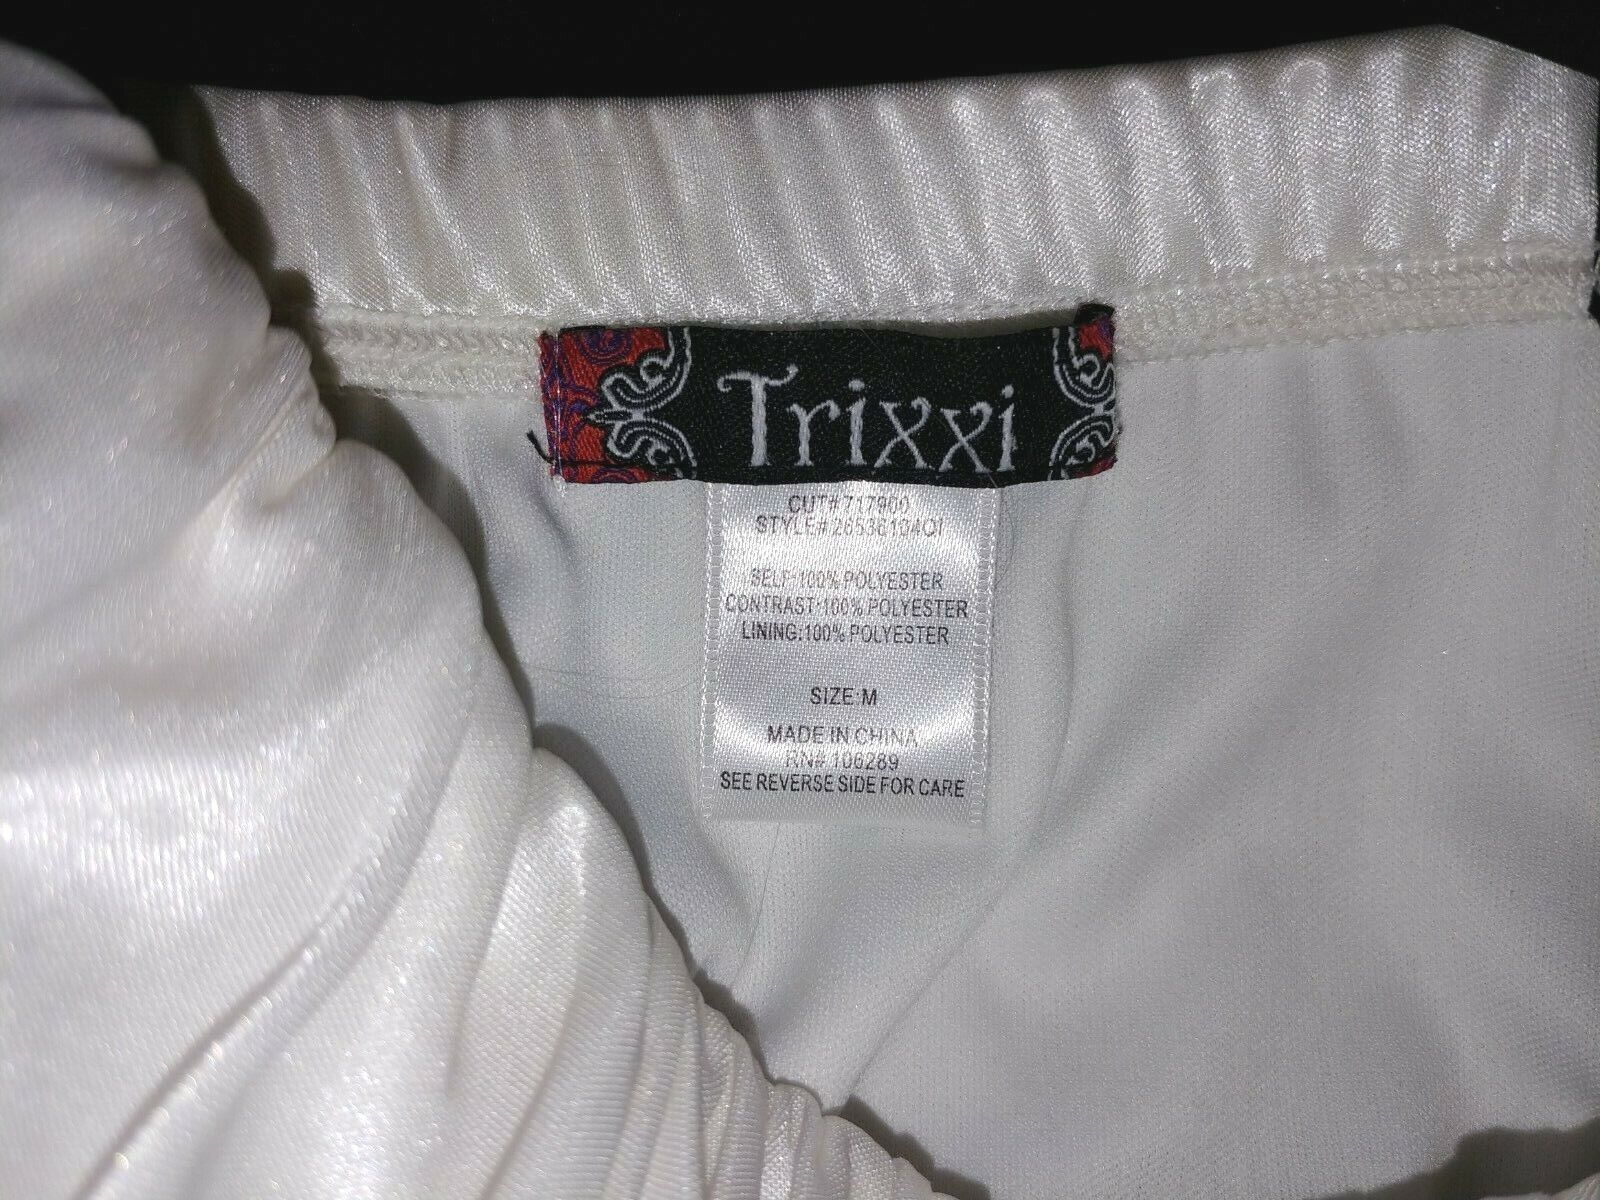 Trixxi
CUT#717900
STYLE#26538184OI
SELF:100% POLYESTER
CONTRAST:100% POLYESTER
LINING:100% POLYESTER
SIZE:M
MADE IN CHINA
RN# 106289
SEE REVERSE SIDE FOR CARE